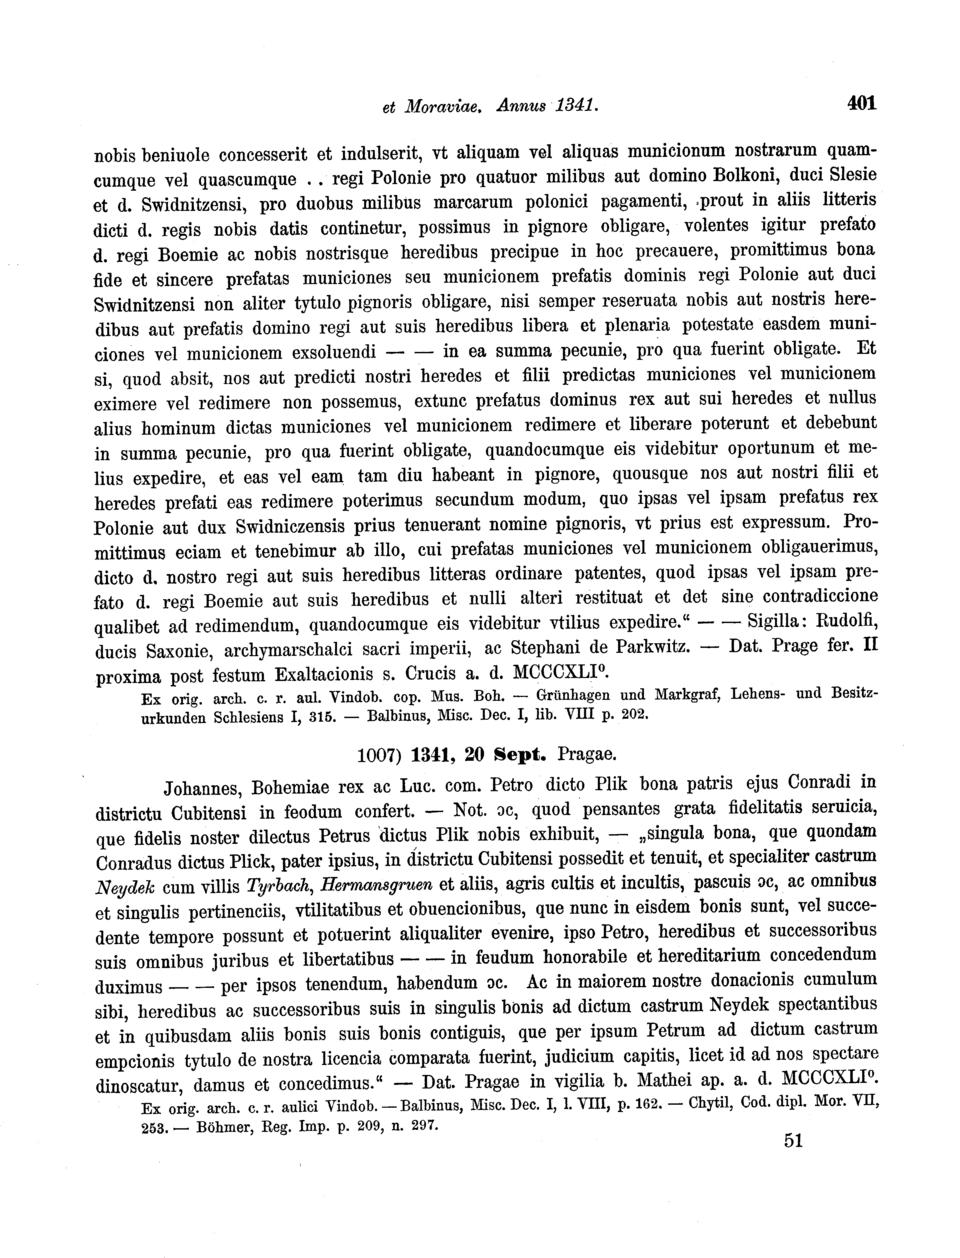 et Moraviae. Annus 1341. 401
nobis beniuole concesserit et indulserit, vt aliquam vel aliquas municionum nostrarum quam-
cumque vel quascumque . . regi Polonie pro quatuor milibus aut domino Bolkoni, duci Slesie
et d. Swidnitzensi, pro duobus milibus marcarum polonici pagamenti, prout in aliis litteris
dicti d. regis nobis datis continetur, possimus in pignore obligare, volentes igitur prefato
d. regi Boemie ac nobis nostrisque heredibus precipue in hoc precauere, promittimus bona
fide et sincere prefatas municiones seu municionem prefatis dominis regi Polonie aut duci
Swidnitzensi non aliter tytulo pignoris obligare, nisi semper reseruata nobis aut nostris here-
dibus aut prefatis domino regi aut suis heredibus libera et plenaria potestate easdem muni-
ciones vel municionem exsoluendi — — in ea summa pecunie, pro qua fuerint obligate. Et
si, quod absit, nos aut predicti nostri heredes et filii predictas municiones vel municionem
eximere vel redimere non possemus, extunc prefatus dominus rex aut sui heredes et nullus
alius hominum dictas municiones vel municionem redimere et liberare poterunt et debebunt
in summa pecunie, pro qua fuerint obligate, quandocumque eis videbitur oportunum et me-
lius expedire, et eas vel eam tam diu habeant in pignore, quousque nos aut nostri filii et
heredes prefati eas redimere poterimus secundum modum, quo ipsas vel ipsam prefatus rex
Polonie aut dux Swidniczensis prius tenuerant nomine pignoris, vt prius est expressum. Pro-
mittimus eciam et tenebimur ab illo, cui prefatas municiones vel municionem obligauerimus,
dicto d. nostro regi aut suis heredibus litteras ordinare patentes, quod ipsas vel ipsam pre-
fato d. regi Boemie aut suis heredibus et nulli alteri restituat et det sine contradiccione
qualibet ad redimendum, quandocumque eis videbitur vtilius expedire.“ — — Sigilla: Rudolfi,
ducis Saxonie, archymarschalci sacri imperii, ac Stephani de Parkwitz. — Dat. Prage fer. II
proxima post festum Exaltacionis s. Crucis a. d. MCCCXLI⁰.
Ex orig. arch. c. r. aul. Vindob. cop. Mus. Boh. — Grünhagen und Markgraf, Lehens- und Besitz-
urkunden Schlesiens I, 315. — Balbinus, Misc. Dec. I, lib. VIII p. 202.
1007) 1341, 20 Sept. Pragae.
Johannes, Bohemiae rex ac Luc. com. Petro dicto Plik bona patris ejus Conradi in
districtu Cubitensi in feodum confert. — Not. ɔc, quod pensantes grata fidelitatis seruicia,
que fidelis noster dilectus Petrus dictus Plik nobis exhibuit, — „singula bona, que quondam
Conradus dictus Plick, pater ipsius, in districtu Cubitensi possedit et tenuit, et specialiter castrum
Neydek cum villis Tyrbach, Hermansgruen et aliis, agris cultis et incultis, pascuis ɔc, ac omnibus
et singulis pertinenciis, vtilitatibus et obuencionibus, que nunc in eisdem bonis sunt, vel succe-
dente tempore possunt et potuerint aliqualiter evenire, ipso Petro, heredibus et successoribus
suis omnibus juribus et libertatibus — — in feudum honorabile et hereditarium concedendum
duximus — — per ipsos tenendum, habendum ɔc. Ac in maiorem nostre donacionis cumulum
sibi, heredibus ac successoribus suis in singulis bonis ad dictum castrum Neydek spectantibus
et in quibusdam aliis bonis suis bonis contiguis, que per ipsum Petrum ad dictum castrum
empcionis tytulo de nostra licencia comparata fuerint, judicium capitis, licet id ad nos spectare
dinoscatur, damus et concedimus.“ — Dat. Pragae in vigilia b. Mathei ap. a. d. MCCCXLI⁰.
Ex orig. arch. c. r. aulici Vindob. — Balbinus, Misc. Dec. I, l. VIII, p. 162. — Chytil, Cod. dipl. Mor. VII,
253. — Böhmer, Reg. Imp. p. 209, n. 297.
51